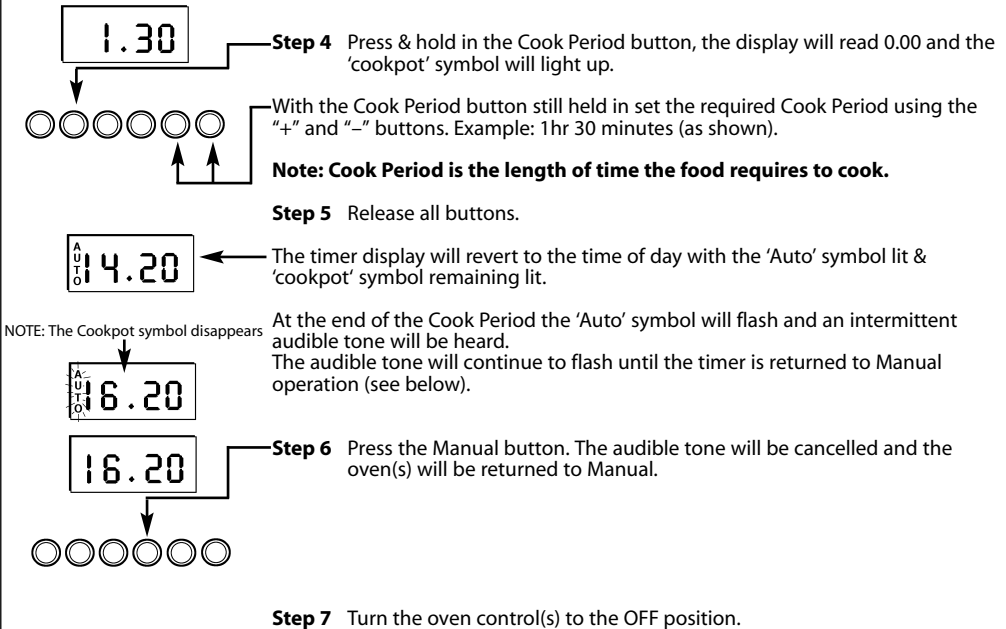 1.30
Step 4 Press & hold in the Cook Period button, the display will read 0.00 and the
‘cookpot’ symbol will light up.
With the Cook Period button still held in set the required Cook Period using the
“+” and “–” buttons. Example: 1hr 30 minutes (as shown).
Note: Cook Period is the length of time the food requires to cook.
Step 5 Release all buttons.
AUTO 14.20
The timer display will revert to the time of day with the ‘Auto’ symbol lit &
‘cookpot‘ symbol remaining lit.
NOTE: The Cookpot symbol disappears
At the end of the Cook Period the ‘Auto’ symbol will flash and an intermittent
audible tone will be heard.
The audible tone will continue to flash until the timer is returned to Manual
operation (see below).
AUTO 16.20
16.20
Step 6 Press the Manual button. The audible tone will be cancelled and the
oven(s) will be returned to Manual.
Step 7 Turn the oven control(s) to the OFF position.